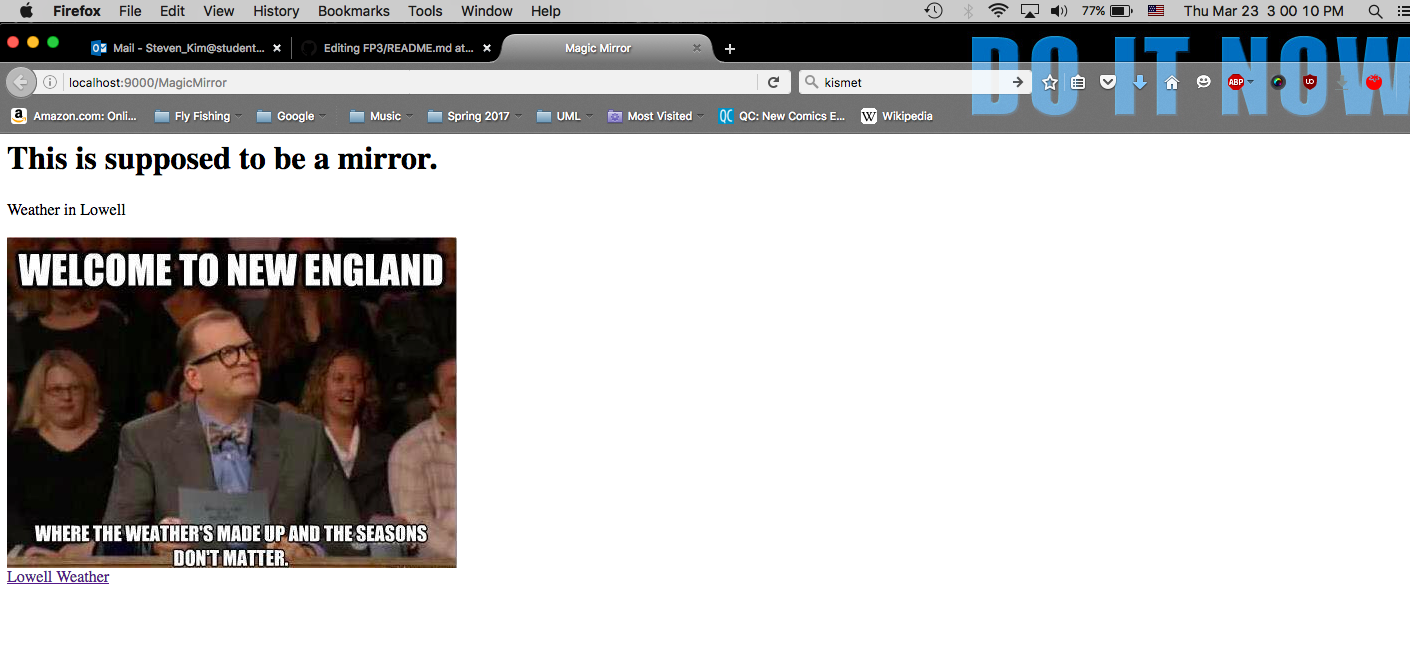 Firefox File Edit View History Bookmarks Tools Window Help 77% Thu Mar 23 3 00 10 PM
Mail - Steven_Kim@student... Editing FP3/README.md at... Magic Mirror
DO IT NOW
localhost:9000/MagicMirror kismet ABP
Amazon.com: Onli... Fly Fishing Google Music Spring 2017 UML Most Visited QC QC: New Comics E... W Wikipedia
This is supposed to be a mirror.
Weather in Lowell
WELCOME TO NEW ENGLAND
WHERE THE WEATHER'S MADE UP AND THE SEASONS
DON'T MATTER.
Lowell Weather